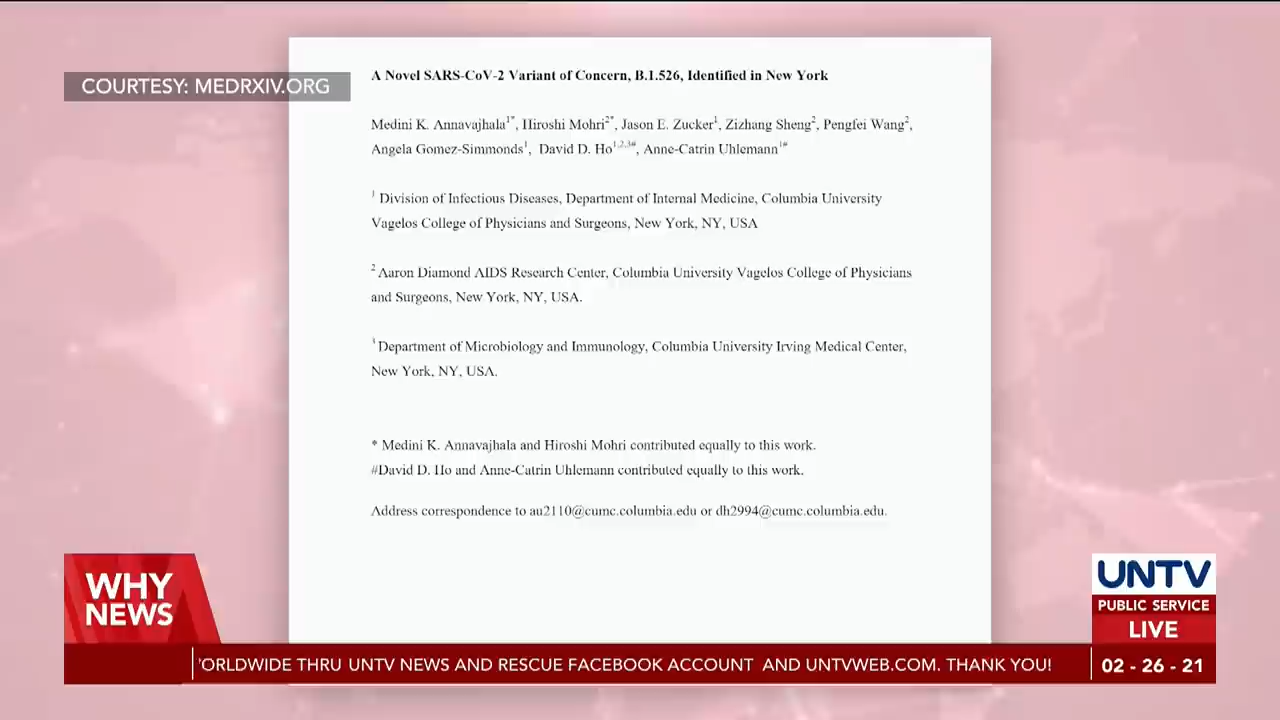 COURTESY: MEDRXIV.ORG
A Novel SARS-CoV-2 Variant of Concern, B.1.526, Identified in New York
Medini K. Annavajhala1*, Hiroshi Mohri2*, Jason E. Zucker1, Zizhang Sheng2, Pengfei Wang2,
Angela Gomez-Simmonds1, David D. Ho1,2,3#, Anne-Catrin Uhlemann1#
1 Division of Infectious Diseases, Department of Internal Medicine, Columbia University
Vagelos College of Physicians and Surgeons, New York, NY, USA
2 Aaron Diamond AIDS Research Center, Columbia University Vagelos College of Physicians
and Surgeons, New York, NY, USA.
3 Department of Microbiology and Immunology, Columbia University Irving Medical Center,
New York, NY, USA.
* Medini K. Annavajhala and Hiroshi Mohri contributed equally to this work.
#David D. Ho and Anne-Catrin Uhlemann contributed equally to this work.
Address correspondence to au2110@cumc.columbia.edu or dh2994@cumc.columbia.edu.
WHY
NEWS
UNTV
PUBLIC SERVICE
LIVE
ORLDWIDE THRU UNTV NEWS AND RESCUE FACEBOOK ACCOUNT AND UNTVWEB.COM. THANK YOU!
02 - 26 - 21